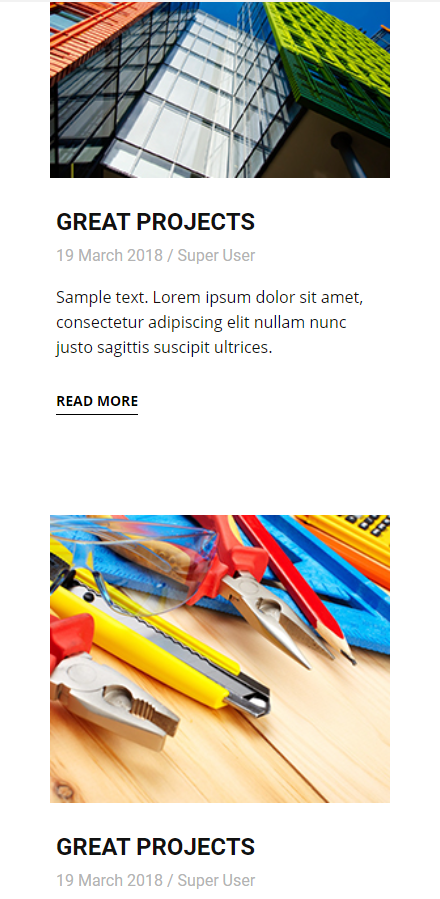 GREAT PROJECTS
19 March 2018 / Super User
Sample text. Lorem ipsum dolor sit amet,
consectetur adipiscing elit nullam nunc
justo sagittis suscipit ultrices.
READ MORE
GREAT PROJECTS
19 March 2018 / Super User